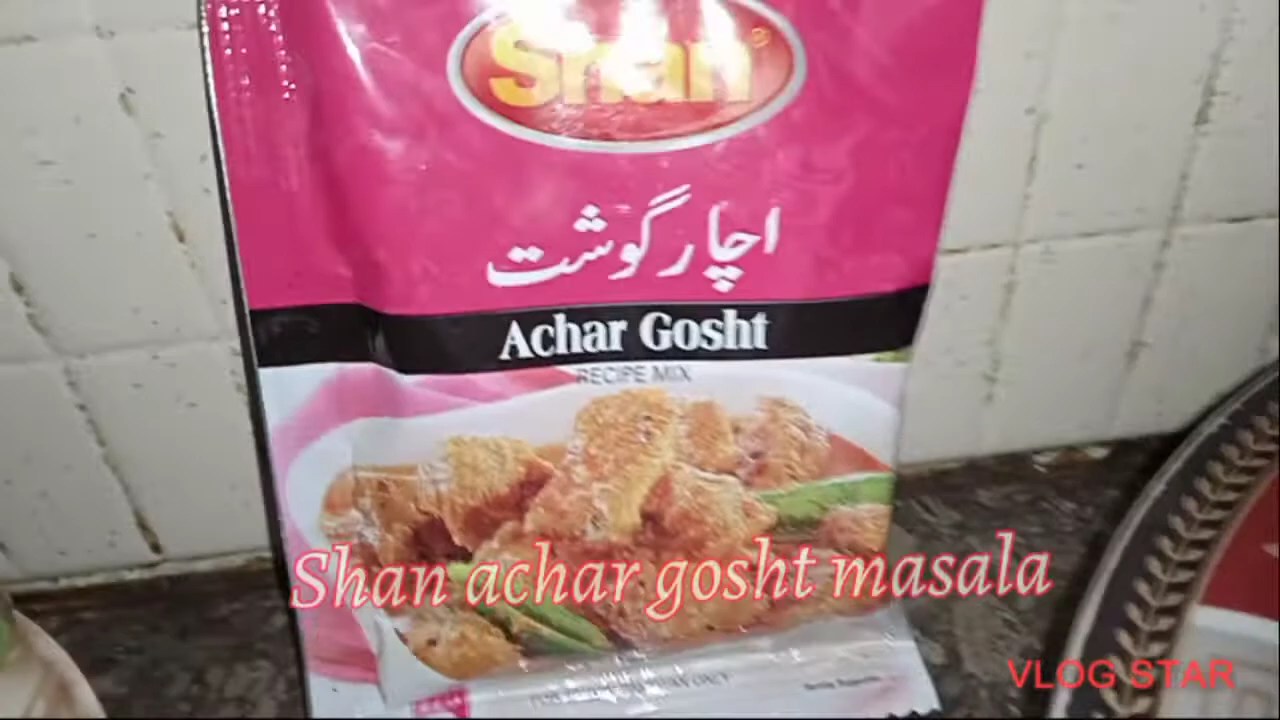 Shan
اچار گوشت
Achar Gosht
RECIPE MIX
Shan achar gosht masala
VLOG STAR